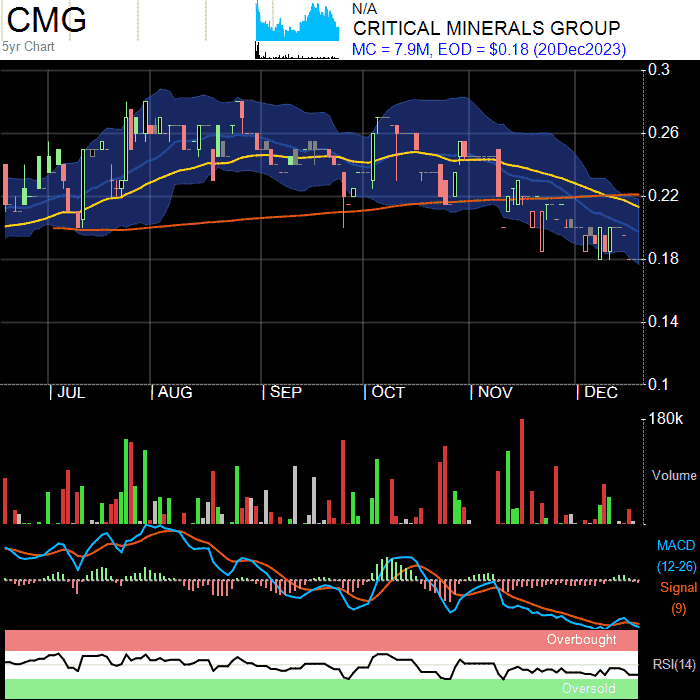 CMG
5yr Chart
N/A
CRITICAL MINERALS GROUP
MC = 7.9M, EOD = $0.18 (20Dec2023)
0.3
0.26
0.22
0.18
0.14
0.1
JUL AUG SEP OCT NOV DEC
180k
Volume
MACD
(12-26)
Signal
(9)
Overbought
RSI(14)
Oversold